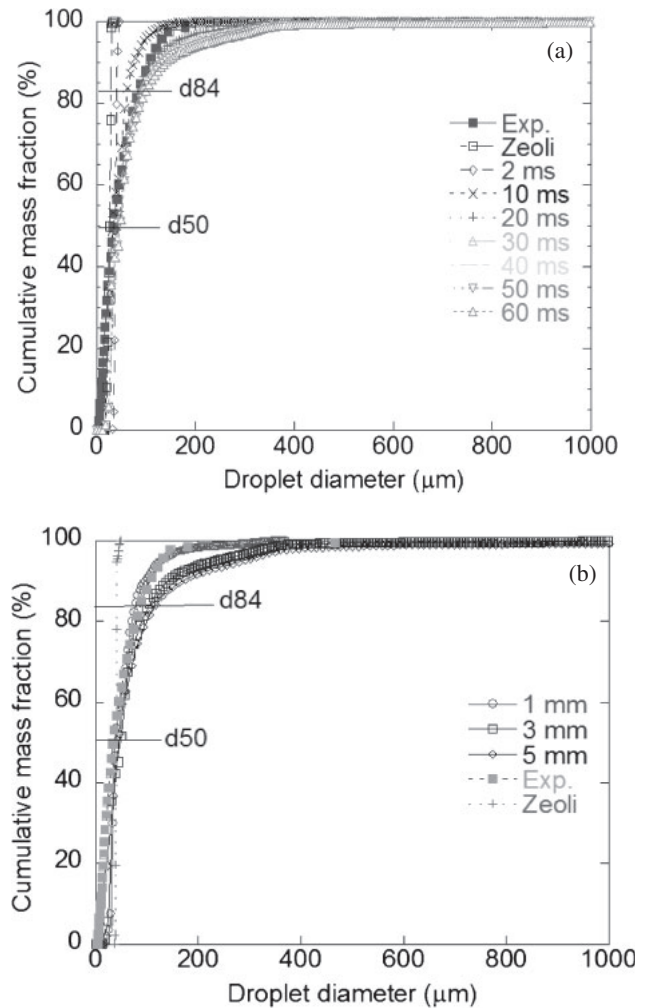 100
(a)
80
d84
Exp.
Zeoli
2 ms
10 ms
20 ms
30 ms
40 ms
50 ms
60 ms
60
d50
40
20
0
Cumulative mass fraction (%)
0 200 400 600 800 1000
Droplet diameter (μm)
100
(b)
80
d84
60
1 mm
3 mm
5 mm
Exp.
Zeoli
d50
40
20
0
Cumulative mass fraction (%)
0 200 400 600 800 1000
Droplet diameter (μm)